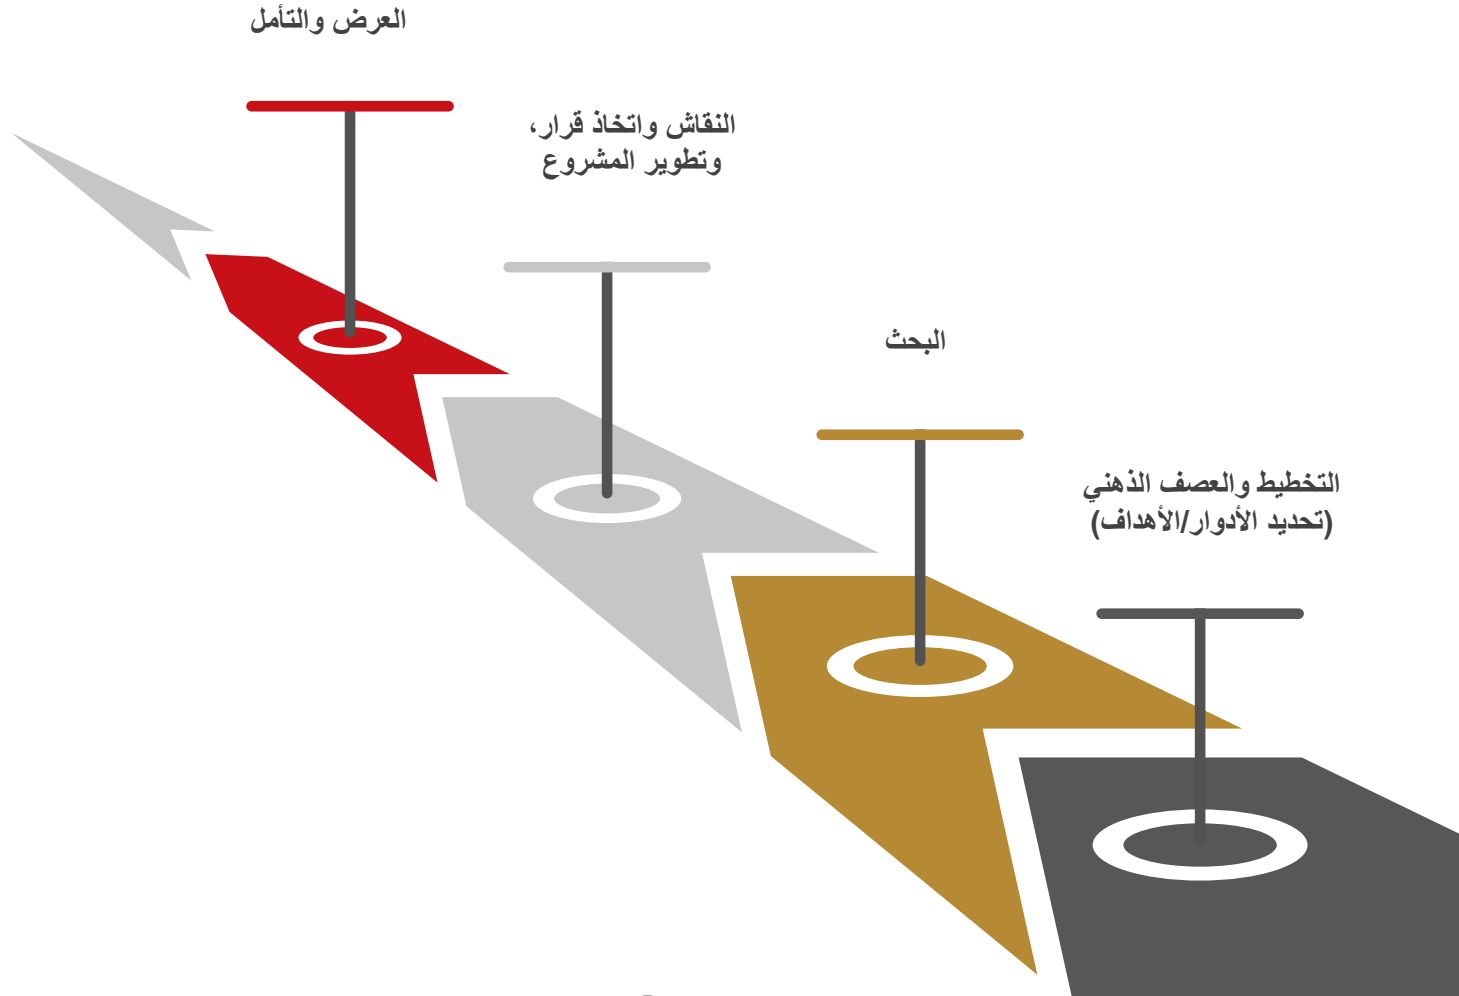 العرض والتأمل
النقاش واتخاذ قرار،
وتطوير المشروع
البحث
التخطيط والعصف الذهني
(تحديد الأدوار/الأهداف)